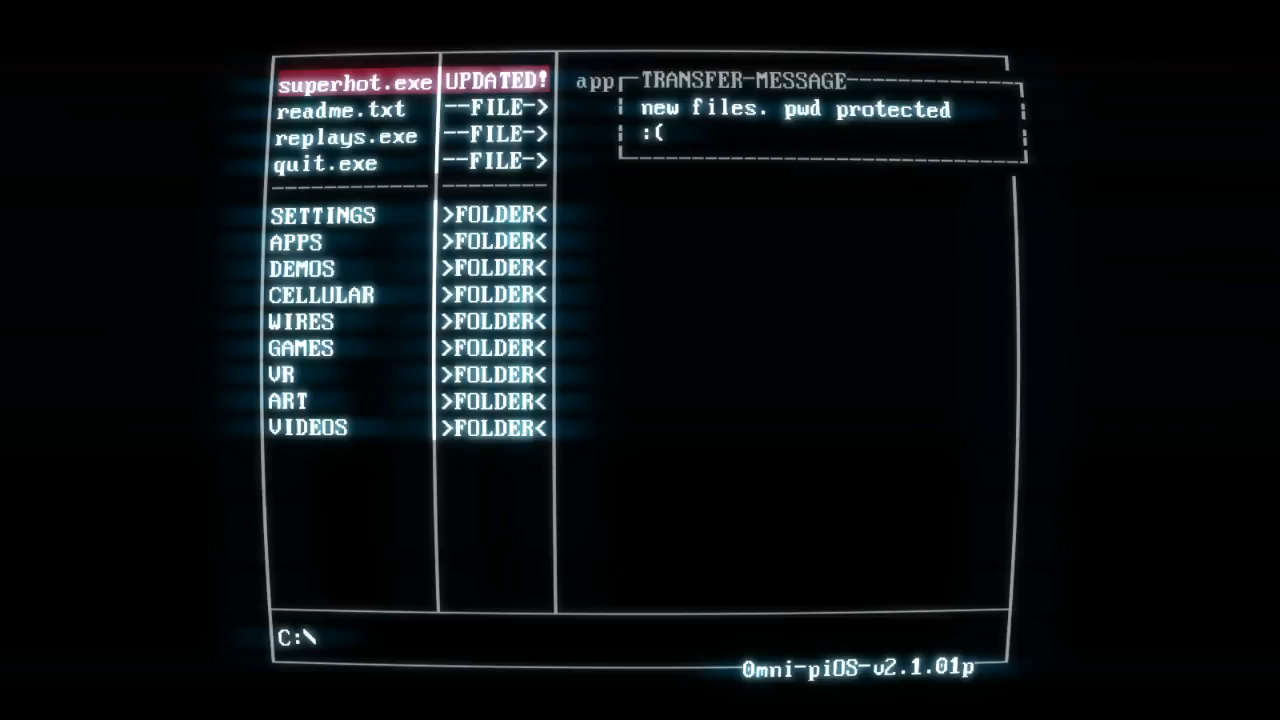 superhot.exe UPDATED! app TRANSFER-MESSAGE
readme.txt --FILE-> new files. pwd protected
replays.exe --FILE-> :(
quit.exe --FILE->
SETTINGS >FOLDER<
APPS >FOLDER<
DEMOS >FOLDER<
CELLULAR >FOLDER<
WIRES >FOLDER<
GAMES >FOLDER<
VR >FOLDER<
ART >FOLDER<
VIDEOS >FOLDER<
C:\
0mni-piOS-v2.1.01p